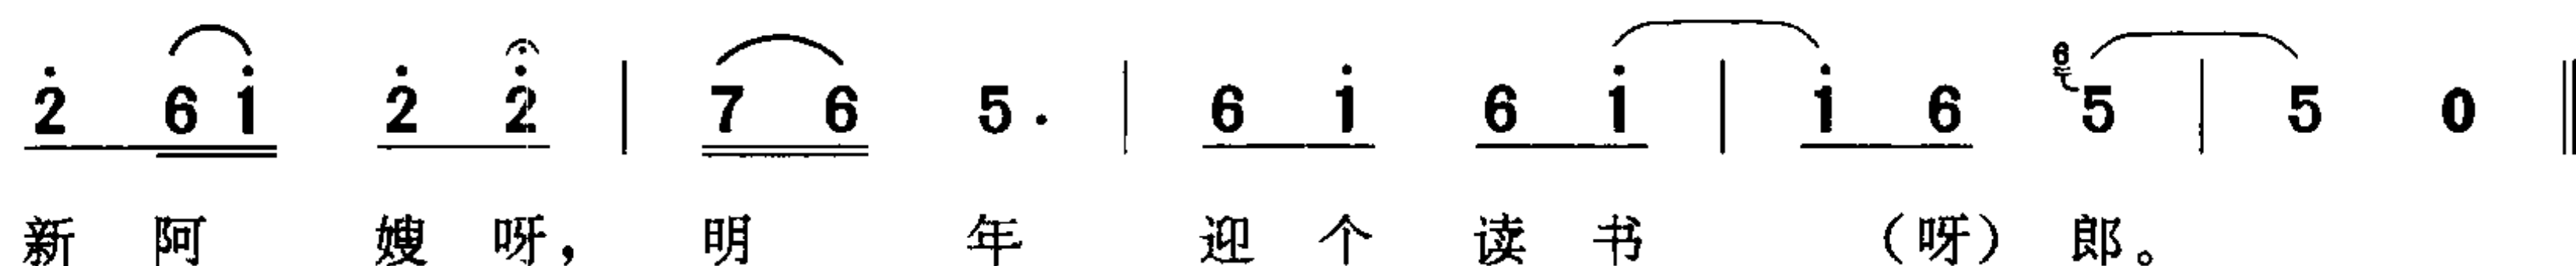 2̇ 6 1̇ 2̇ 2̇ | 7 6 5. | 6 1̇ 6 1̇ | 1̇ 6 ⁶5 | 5 0 ‖
新 阿 嫂 呀, 明 年 迎 个 读 书 （呀） 郎。